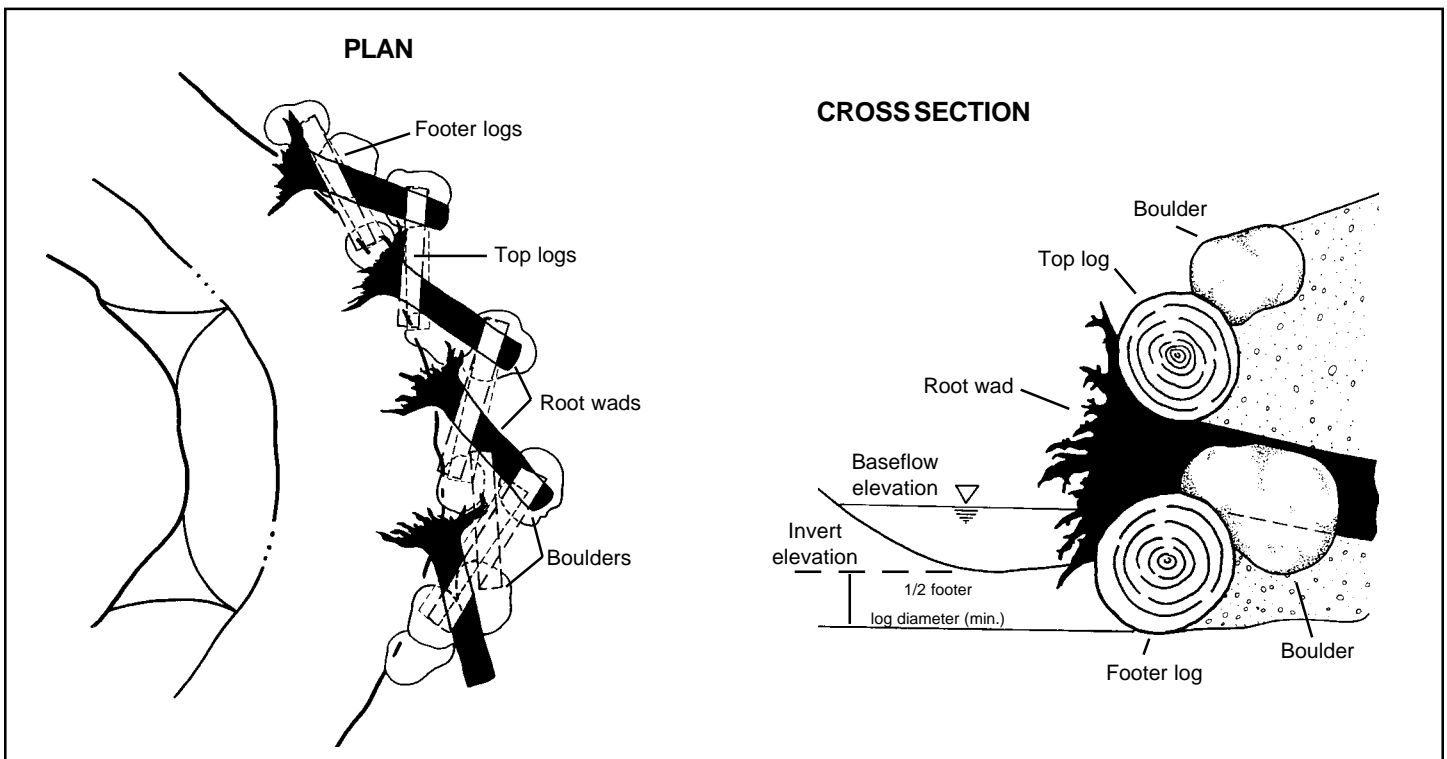 PLAN
Footer logs
Top logs
Root wads
Boulders
CROSS SECTION
Boulder
Top log
Root wad
Baseflow
elevation
Invert
elevation
1/2 footer
log diameter (min.)
Boulder
Footer log